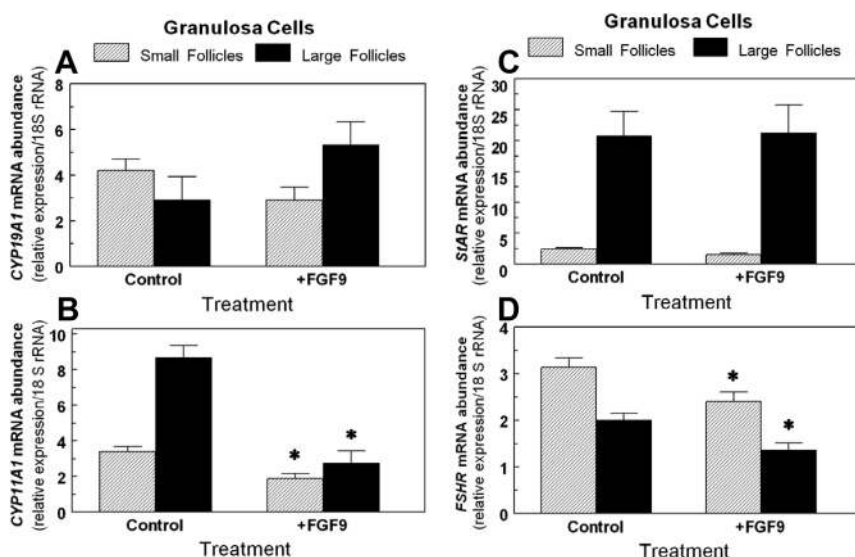 Granulosa Cells
Small Follicles Large Follicles
A
CYP19A1 mRNA abundance
(relative expression/18S rRNA)
8
6
4
2
0
Control +FGF9
Treatment
B
CYP11A1 mRNA abundance
(relative expression/18 S rRNA)
10
8
6
4
2
0
* *
Control +FGF9
Treatment
Granulosa Cells
Small Follicles Large Follicles
C
StAR mRNA abundance
(relative expression/18S rRNA)
25
20
15
10
5
0
Control +FGF9
Treatment
D
FSHR mRNA abundance
(relative expression/18 S rRNA)
4
3
2
1
0
* *
Control +FGF9
Treatment